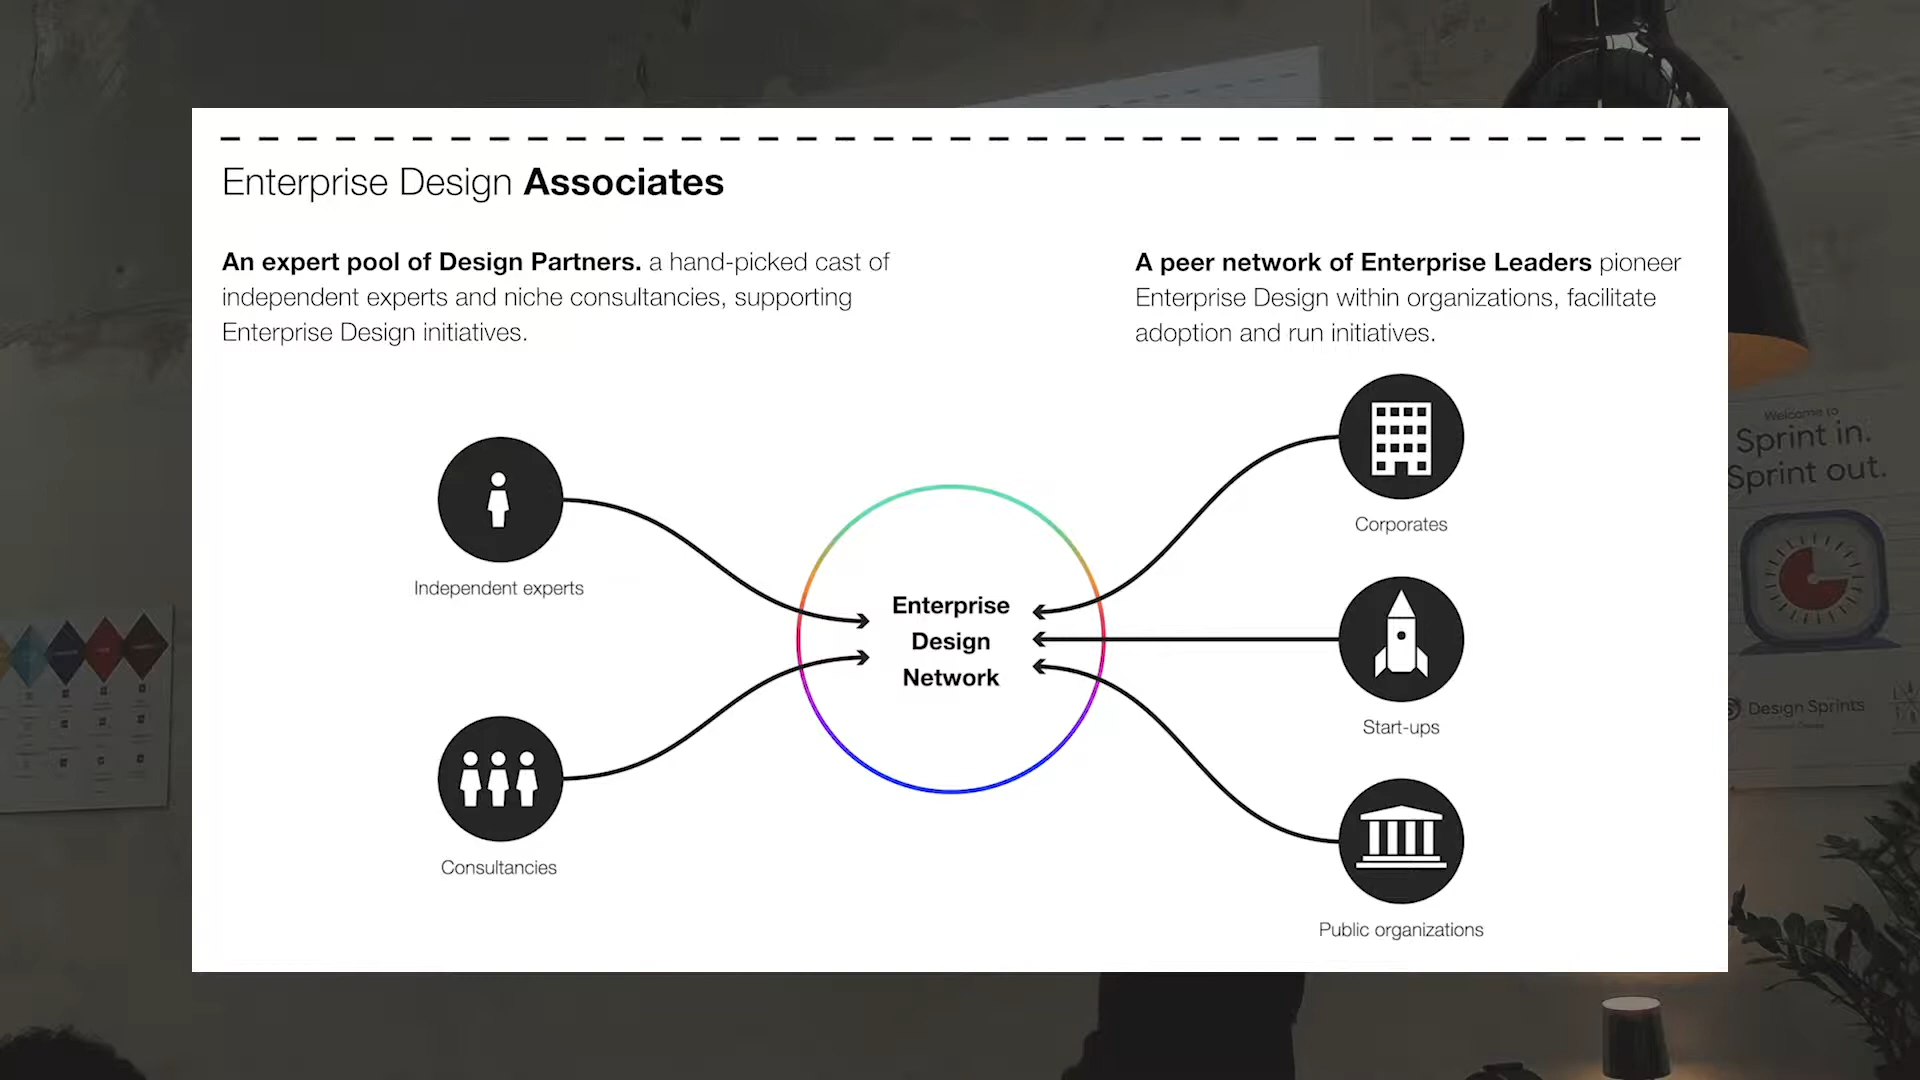 Enterprise Design Associates
An expert pool of Design Partners. a hand-picked cast of
independent experts and niche consultancies, supporting
Enterprise Design initiatives.
A peer network of Enterprise Leaders pioneer
Enterprise Design within organizations, facilitate
adoption and run initiatives.
Independent experts
Consultancies
Enterprise
Design
Network
Corporates
Start-ups
Public organizations
Welcome to
Sprint in.
Sprint out.
Design Sprints